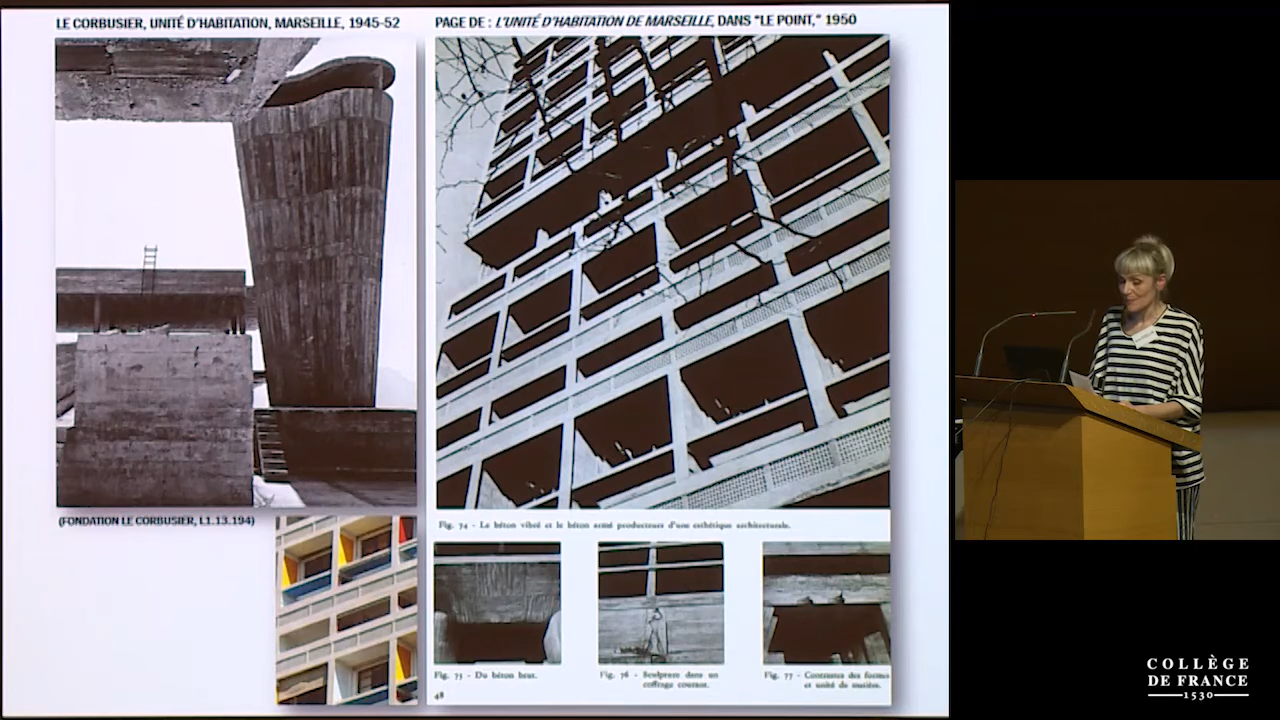 LE CORBUSIER, UNITÉ D'HABITATION, MARSEILLE, 1945-52
PAGE DE : L'UNITÉ D'HABITATION DE MARSEILLE, DANS "LE POINT," 1950
(FONDATION LE CORBUSIER, L1.13.194)
Fig. 74 - Le béton vibré et le béton armé producteurs d'une esthétique architecturale.
Fig. 75 - Du béton brut.
Fig. 76 - Sculpture dans un
coffrage courant.
Fig. 77 - Contrastes des formes
et unité de matière.
48
COLLÈGE
DE FRANCE
1530